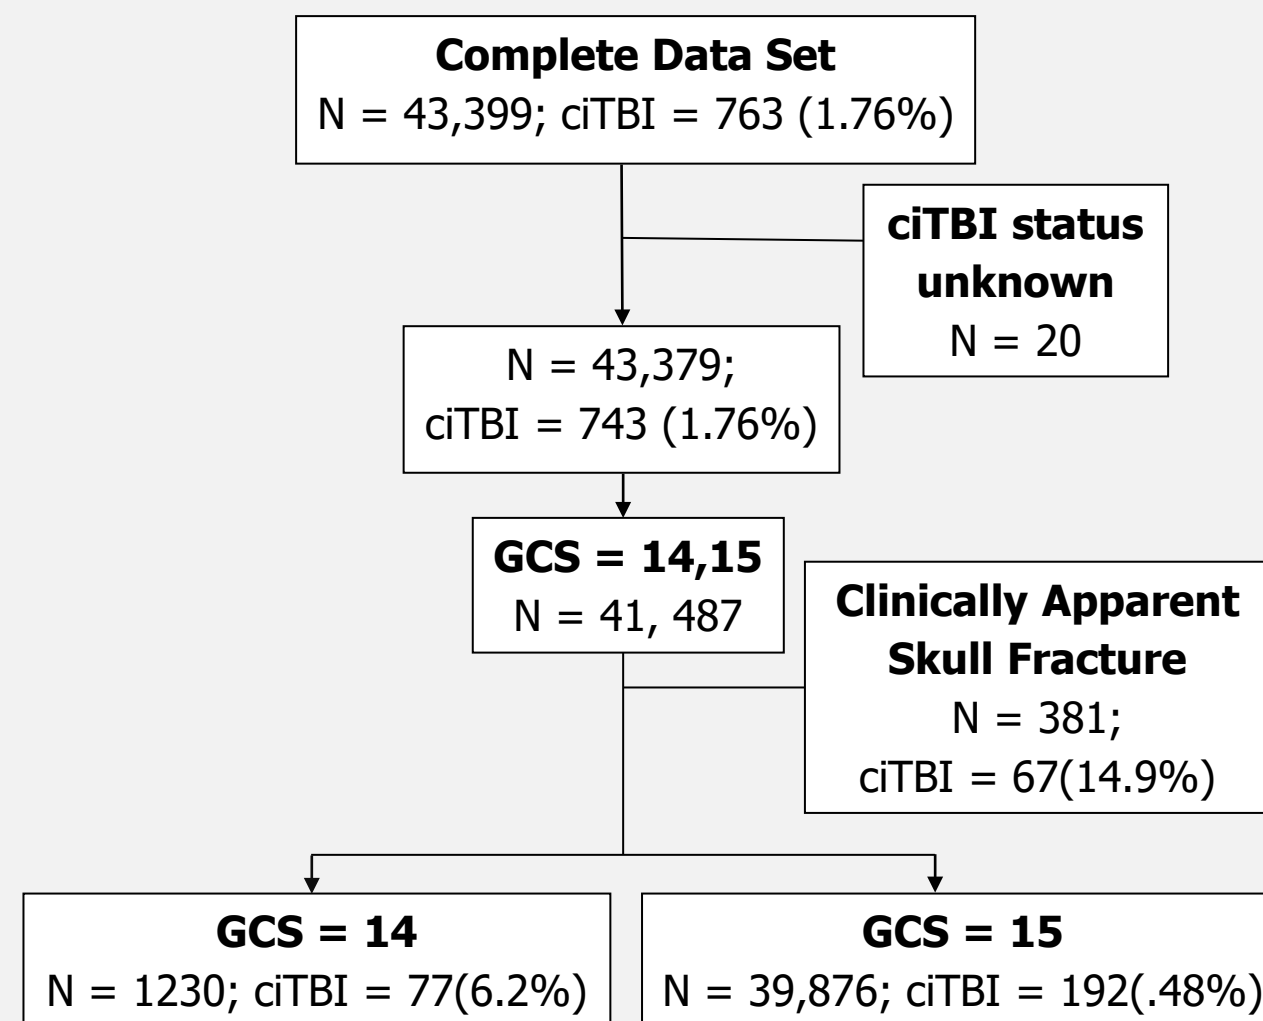 Complete Data Set
N = 43,399; ciTBI = 763 (1.76%)
ciTBI status
unknown
N = 20
N = 43,379;
ciTBI = 743 (1.76%)
GCS = 14,15
N = 41, 487
Clinically Apparent
Skull Fracture
N = 381;
ciTBI = 67(14.9%)
GCS = 14
N = 1230; ciTBI = 77(6.2%)
GCS = 15
N = 39,876; ciTBI = 192(.48%)